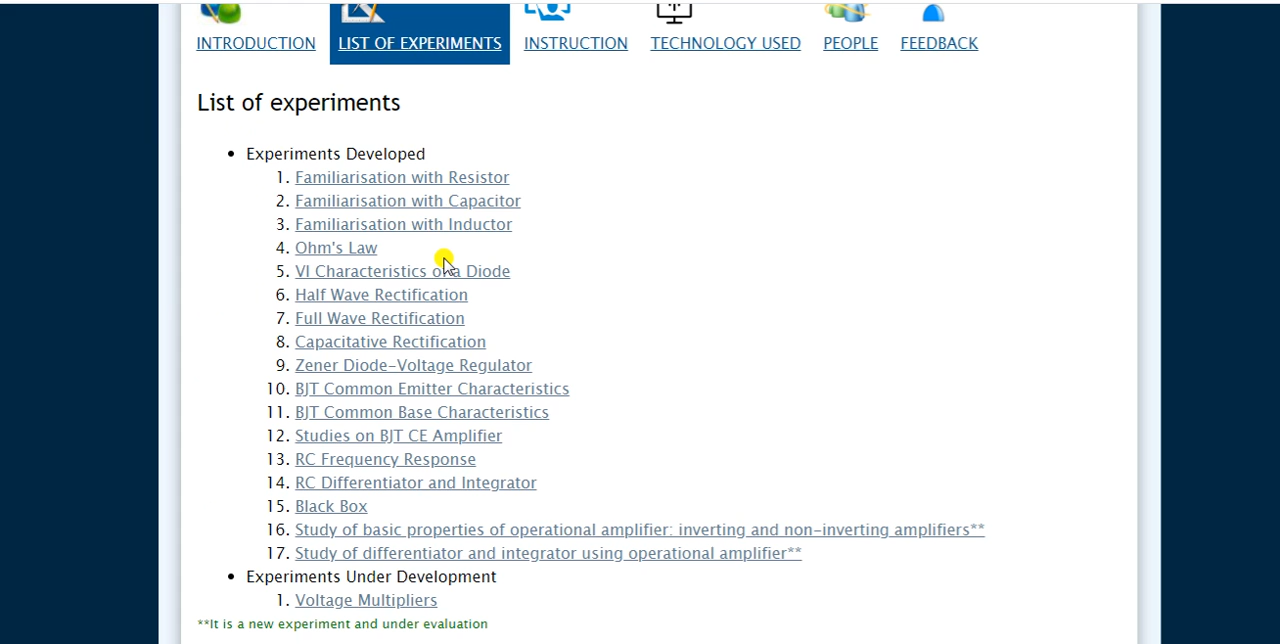 INTRODUCTION LIST OF EXPERIMENTS INSTRUCTION TECHNOLOGY USED PEOPLE FEEDBACK
List of experiments
• Experiments Developed
1. Familiarisation with Resistor
2. Familiarisation with Capacitor
3. Familiarisation with Inductor
4. Ohm's Law
5. VI Characteristics of a Diode
6. Half Wave Rectification
7. Full Wave Rectification
8. Capacitative Rectification
9. Zener Diode-Voltage Regulator
10. BJT Common Emitter Characteristics
11. BJT Common Base Characteristics
12. Studies on BJT CE Amplifier
13. RC Frequency Response
14. RC Differentiator and Integrator
15. Black Box
16. Study of basic properties of operational amplifier: inverting and non-inverting amplifiers**
17. Study of differentiator and integrator using operational amplifier**
• Experiments Under Development
1. Voltage Multipliers
**It is a new experiment and under evaluation